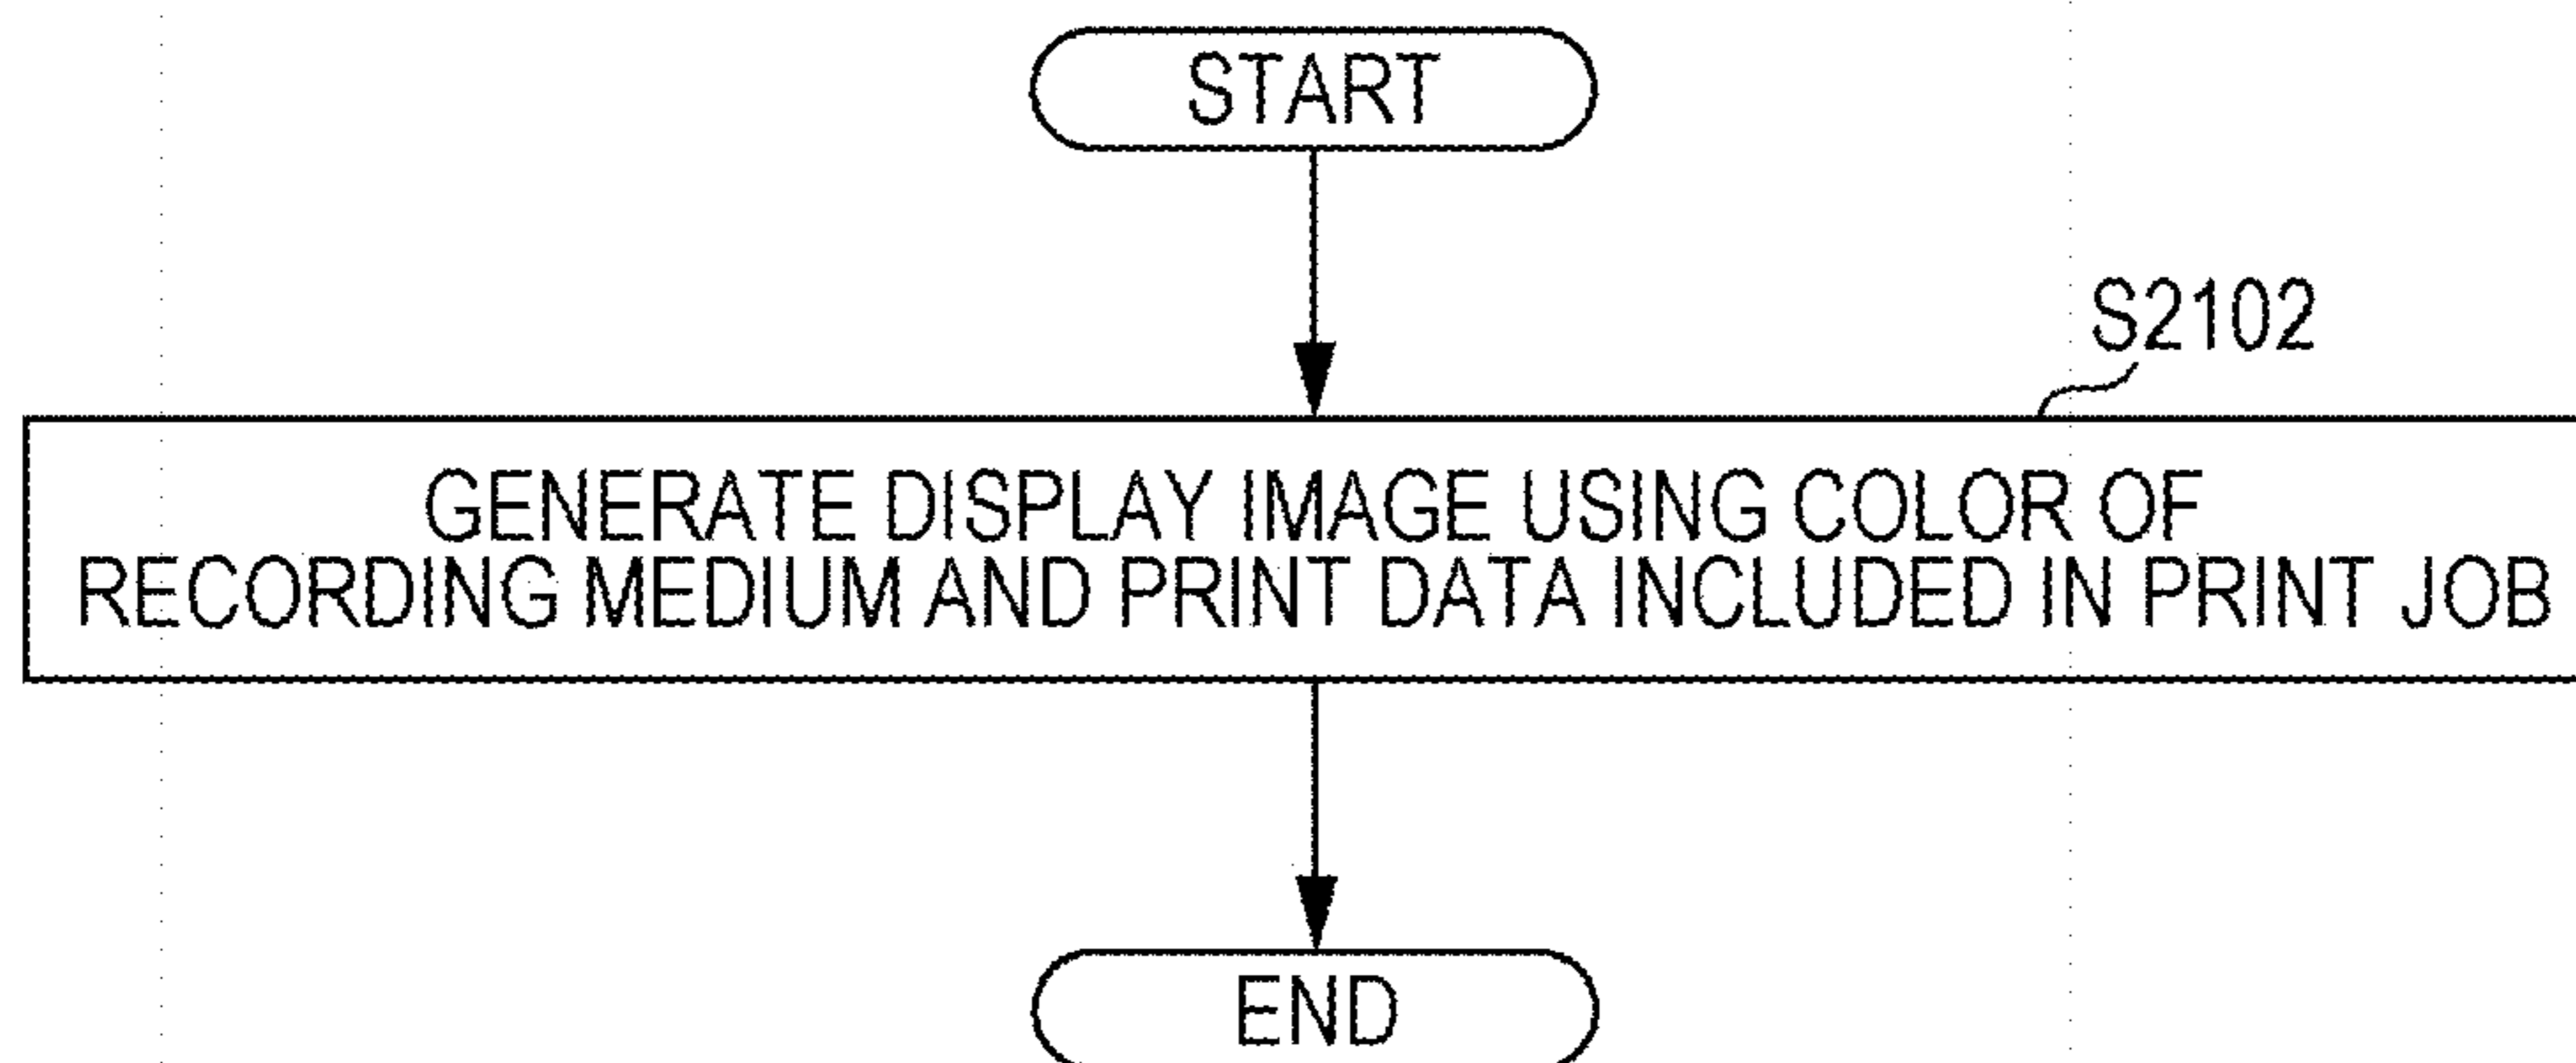 START
S2102
GENERATE DISPLAY IMAGE USING COLOR OF
RECORDING MEDIUM AND PRINT DATA INCLUDED IN PRINT JOB
END